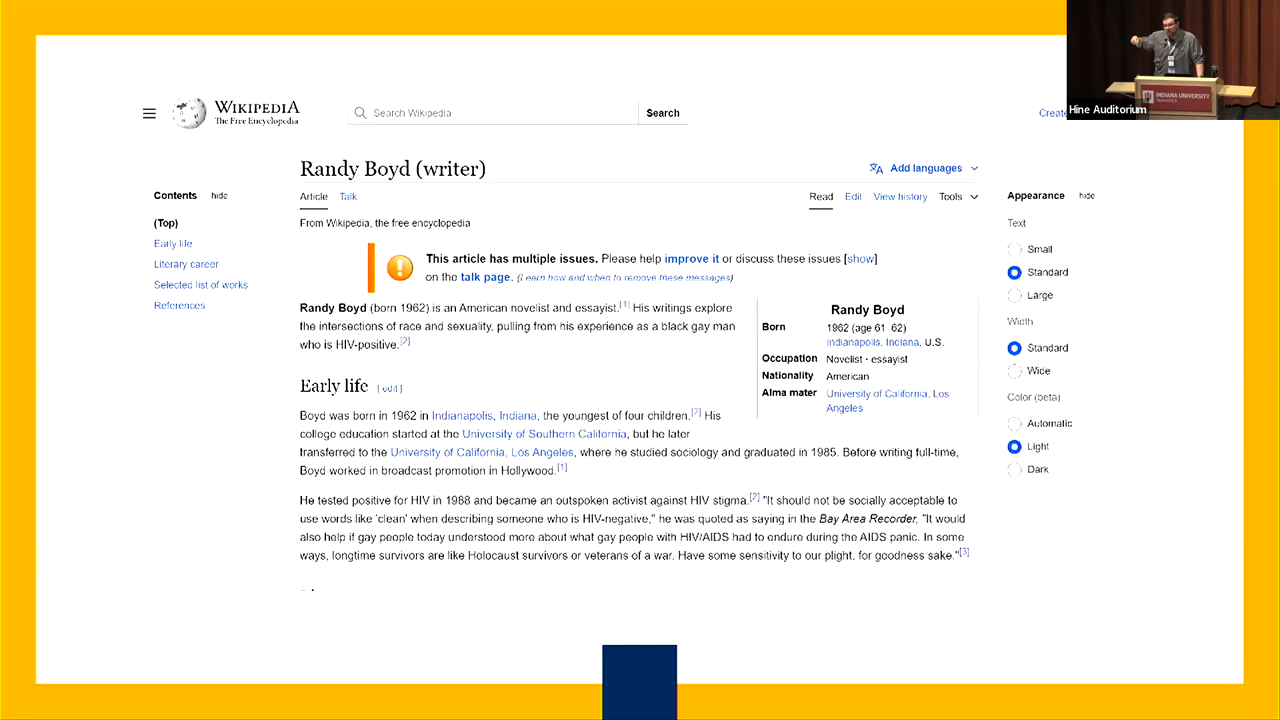 Hine Auditorium
INDIANA UNIVERSITY
WIKIPEDIA
The Free Encyclopedia
Search Wikipedia
Search
Create
Randy Boyd (writer)
Add languages
Contents hide
(Top)
Early life
Literary career
Selected list of works
References
Article Talk
Read Edit View history Tools
From Wikipedia, the free encyclopedia
This article has multiple issues. Please help improve it or discuss these issues [show]
on the talk page. (Learn how and when to remove these messages)
Randy Boyd (born 1962) is an American novelist and essayist.[1] His writings explore
the intersections of race and sexuality, pulling from his experience as a black gay man
who is HIV-positive.[2]
Randy Boyd
Born 1962 (age 61–62)
Indianapolis, Indiana, U.S.
Occupation Novelist • essayist
Nationality American
Alma mater University of California, Los
Angeles
Early life [ edit ]
Boyd was born in 1962 in Indianapolis, Indiana, the youngest of four children.[2] His
college education started at the University of Southern California, but he later
transferred to the University of California, Los Angeles, where he studied sociology and graduated in 1985. Before writing full-time,
Boyd worked in broadcast promotion in Hollywood.[1]
He tested positive for HIV in 1988 and became an outspoken activist against HIV stigma.[2] "It should not be socially acceptable to
use words like 'clean' when describing someone who is HIV-negative," he was quoted as saying in the Bay Area Recorder, "It would
also help if gay people today understood more about what gay people with HIV/AIDS had to endure during the AIDS panic. In some
ways, longtime survivors are like Holocaust survivors or veterans of a war. Have some sensitivity to our plight, for goodness sake."[3]
Appearance hide
Text
Small
Standard
Large
Width
Standard
Wide
Color (beta)
Automatic
Light
Dark